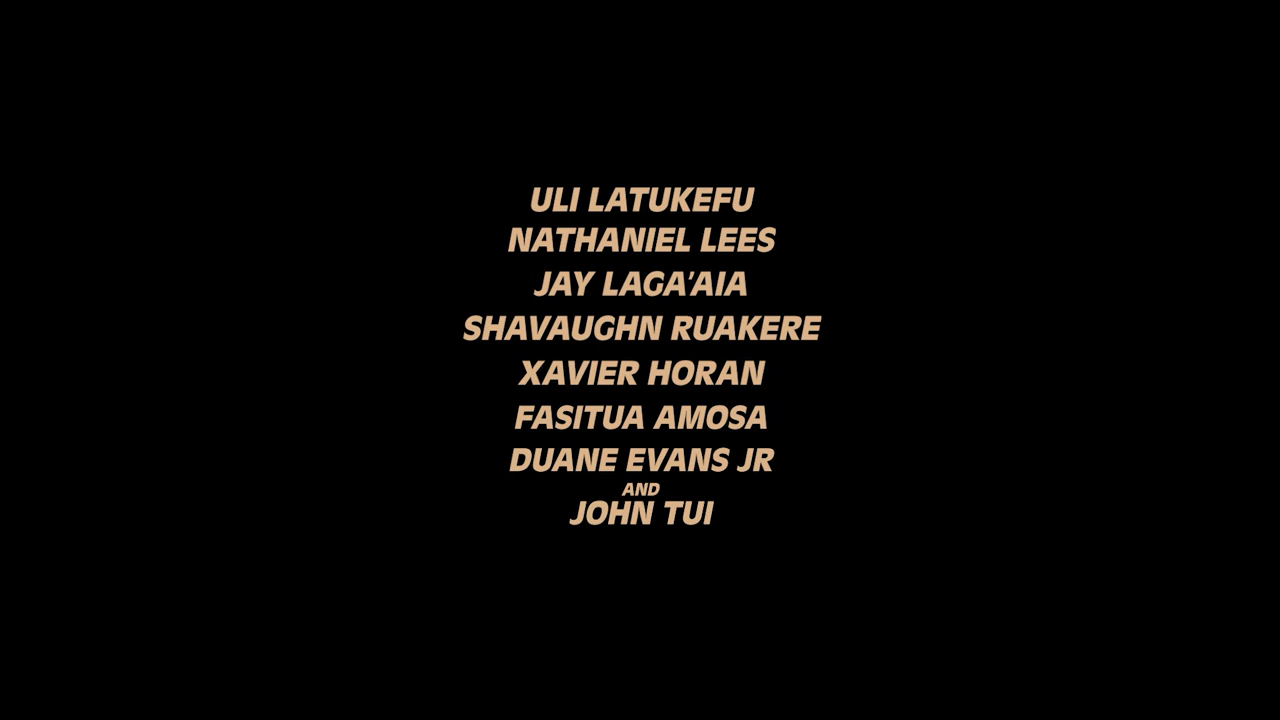 ULI LATUKEFU
NATHANIEL LEES
JAY LAGA'AIA
SHAVAUGHN RUAKERE
XAVIER HORAN
FASITUA AMOSA
DUANE EVANS JR
AND
JOHN TUI